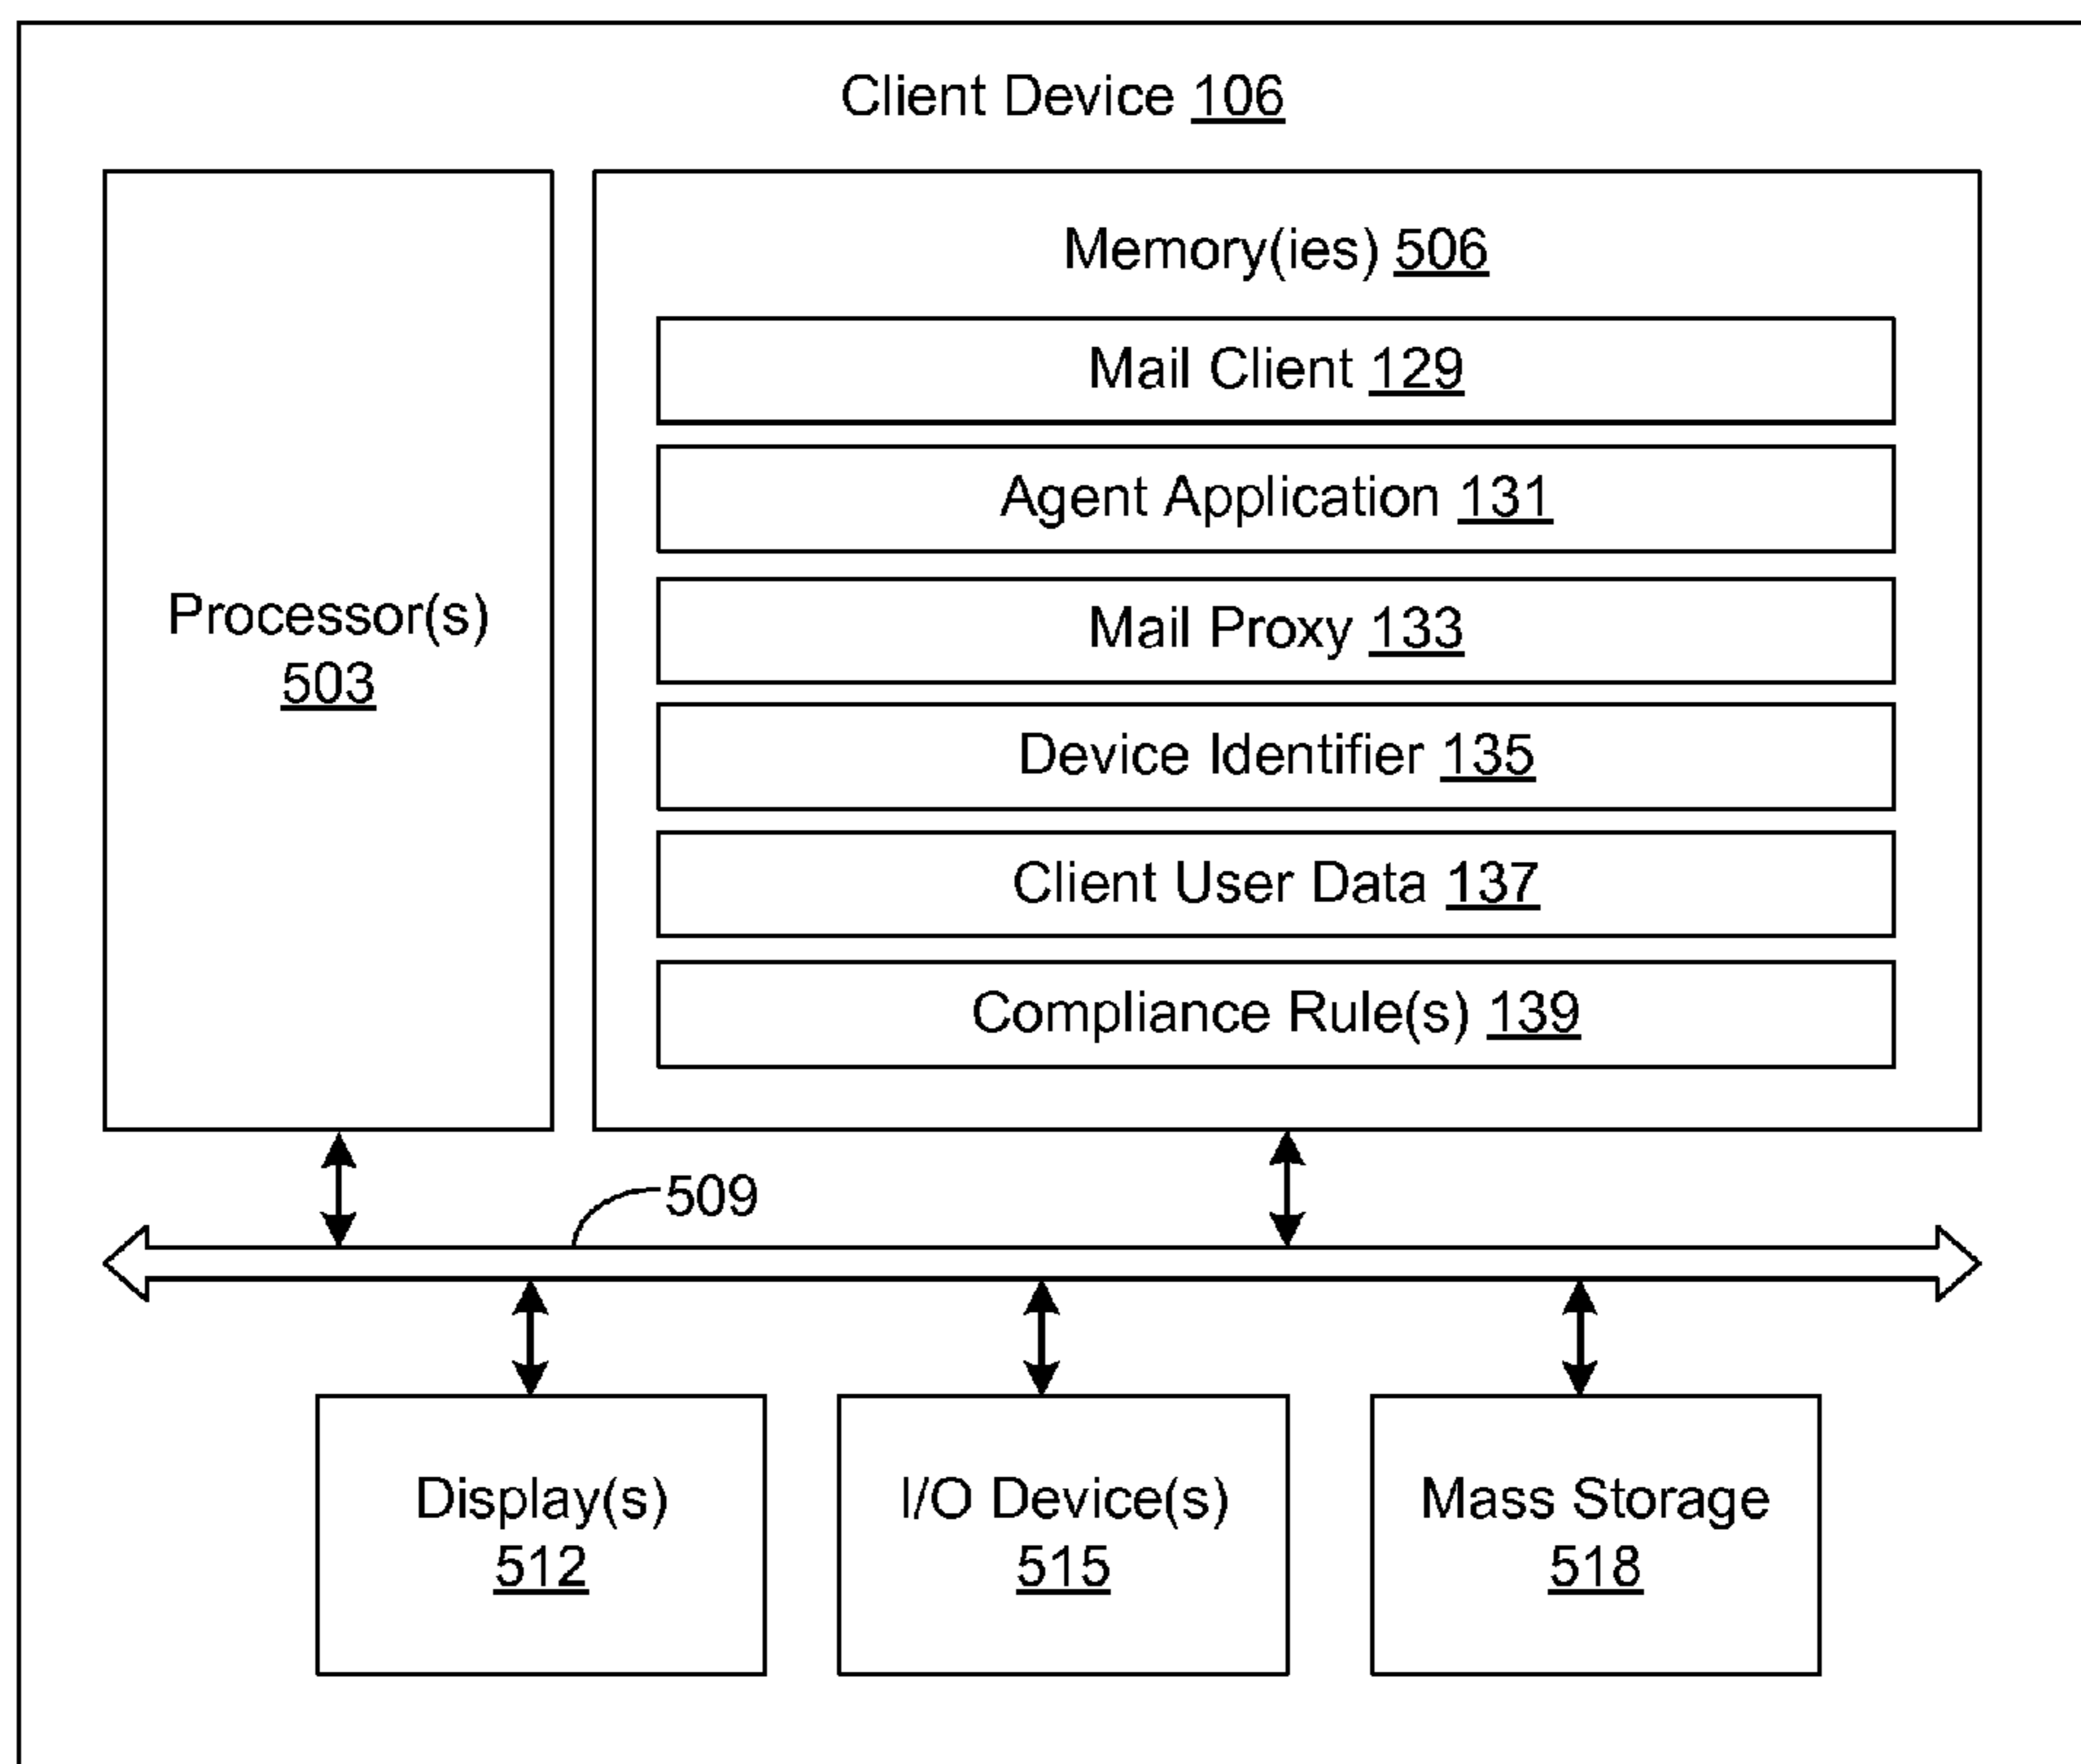 Client Device 106
Memory(ies) 506
Mail Client 129
Agent Application 131
Processor(s)
503
Mail Proxy 133
Device Identifier 135
Client User Data 137
Compliance Rule(s) 139
509
Display(s)
512
I/O Device(s)
515
Mass Storage
518